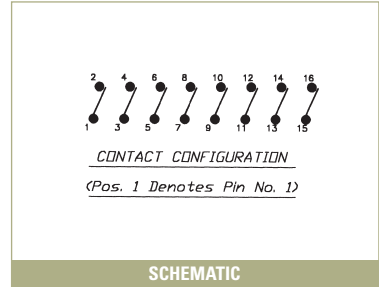 2 4 6 8 10 12 14 16
1 3 5 7 9 11 13 15
CONTACT CONFIGURATION
(Pos. 1 Denotes Pin No. 1)
SCHEMATIC